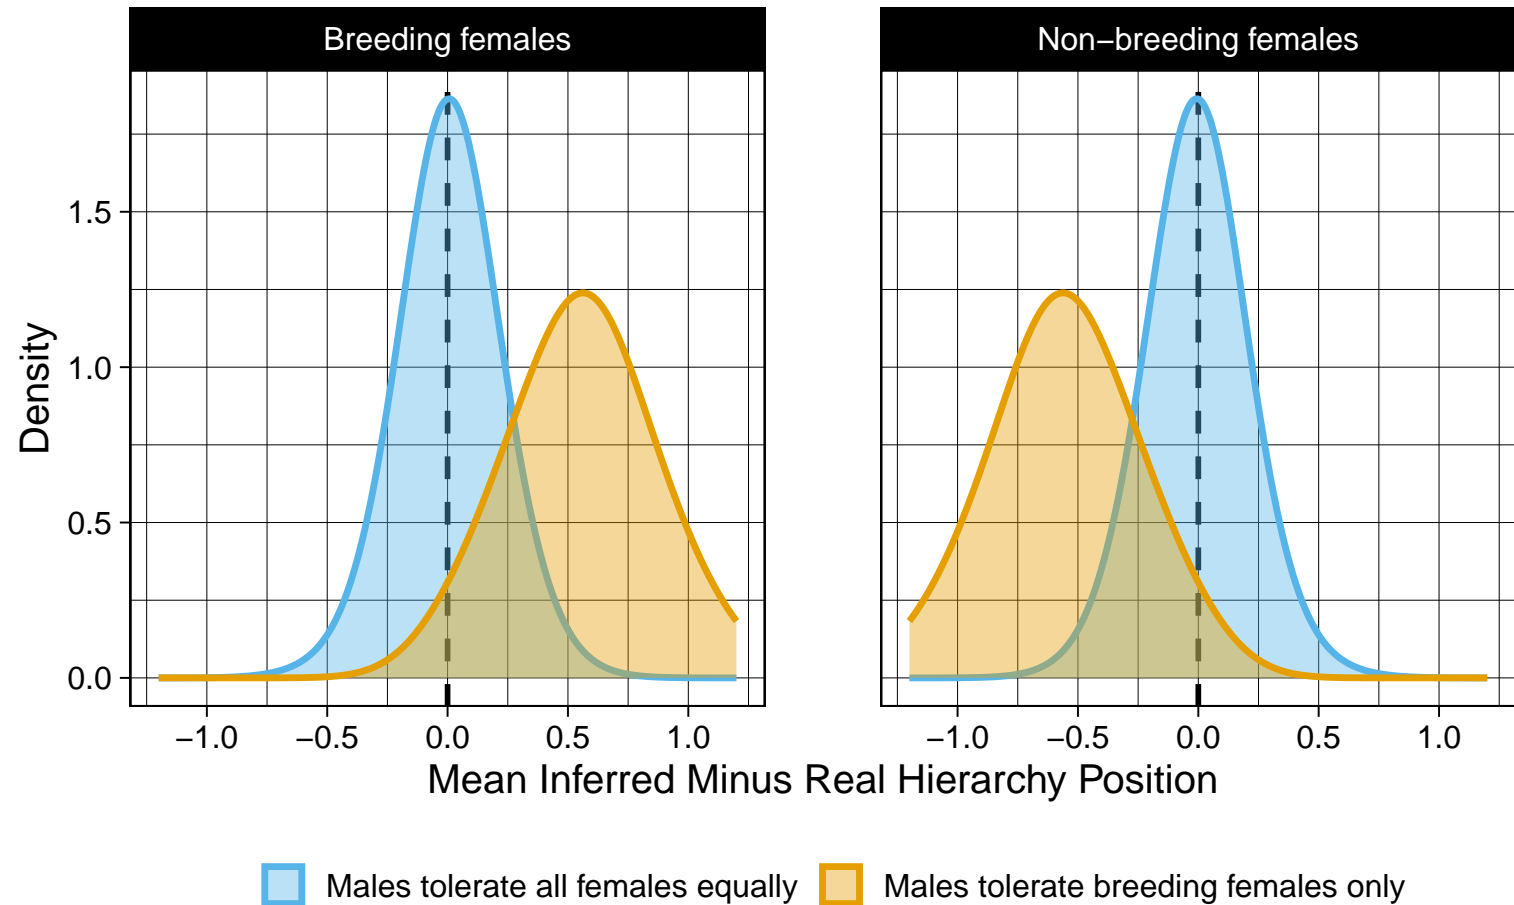 Breeding females
Non−breeding females
1.5
1.0
0.5
0.0
Density
−1.0 −0.5 0.0 0.5 1.0
−1.0 −0.5 0.0 0.5 1.0
Mean Inferred Minus Real Hierarchy Position
Males tolerate all females equally
Males tolerate breeding females only